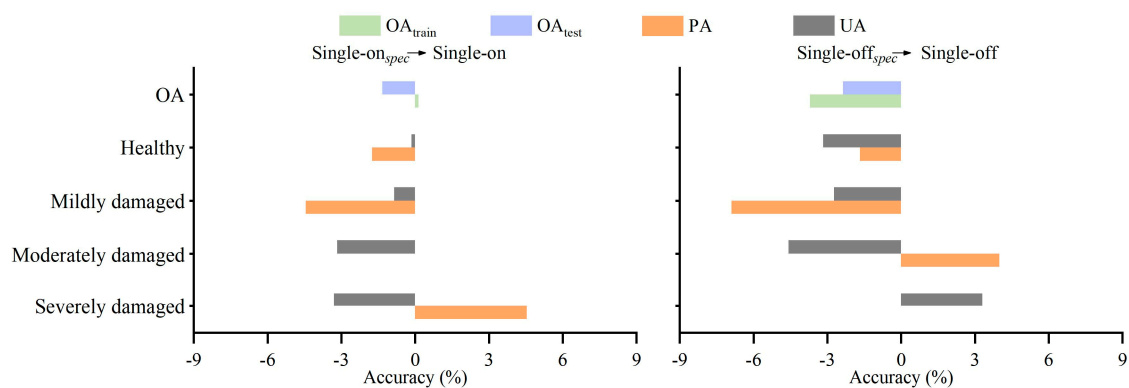 OAtrain OAtest PA UA
Single-onspec → Single-on Single-offspec → Single-off
OA
Healthy
Mildly damaged
Moderately damaged
Severely damaged
-9 -6 -3 0 3 6 9 -9 -6 -3 0 3 6 9
Accuracy (%) Accuracy (%)